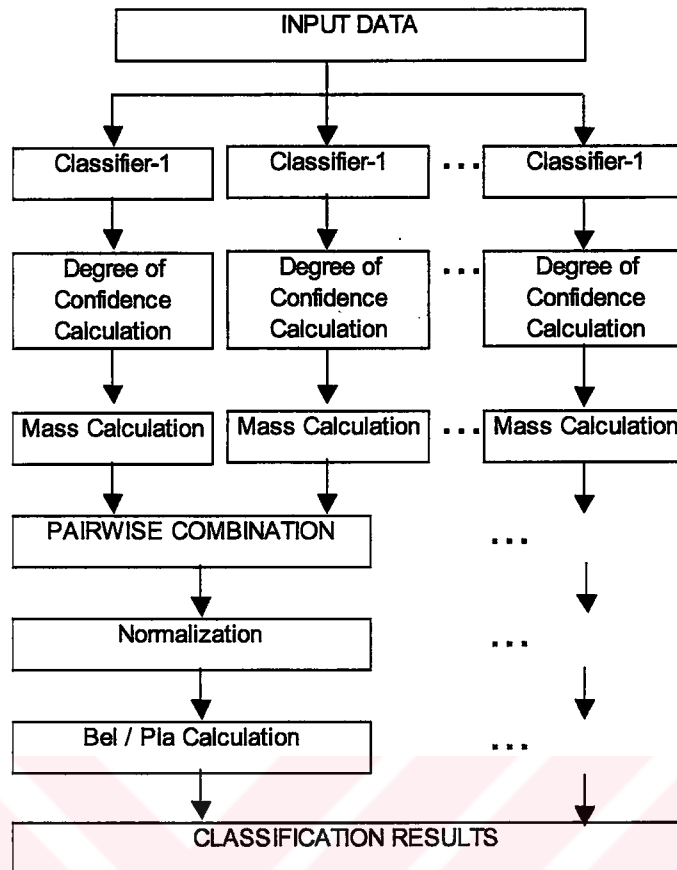 INPUT DATA
Classifier-1 Classifier-1 ... Classifier-1
Degree of Confidence Calculation
Degree of Confidence Calculation
...
Degree of Confidence Calculation
Mass Calculation Mass Calculation ... Mass Calculation
PAIRWISE COMBINATION ...
Normalization ...
Bel / Pla Calculation ...
CLASSIFICATION RESULTS